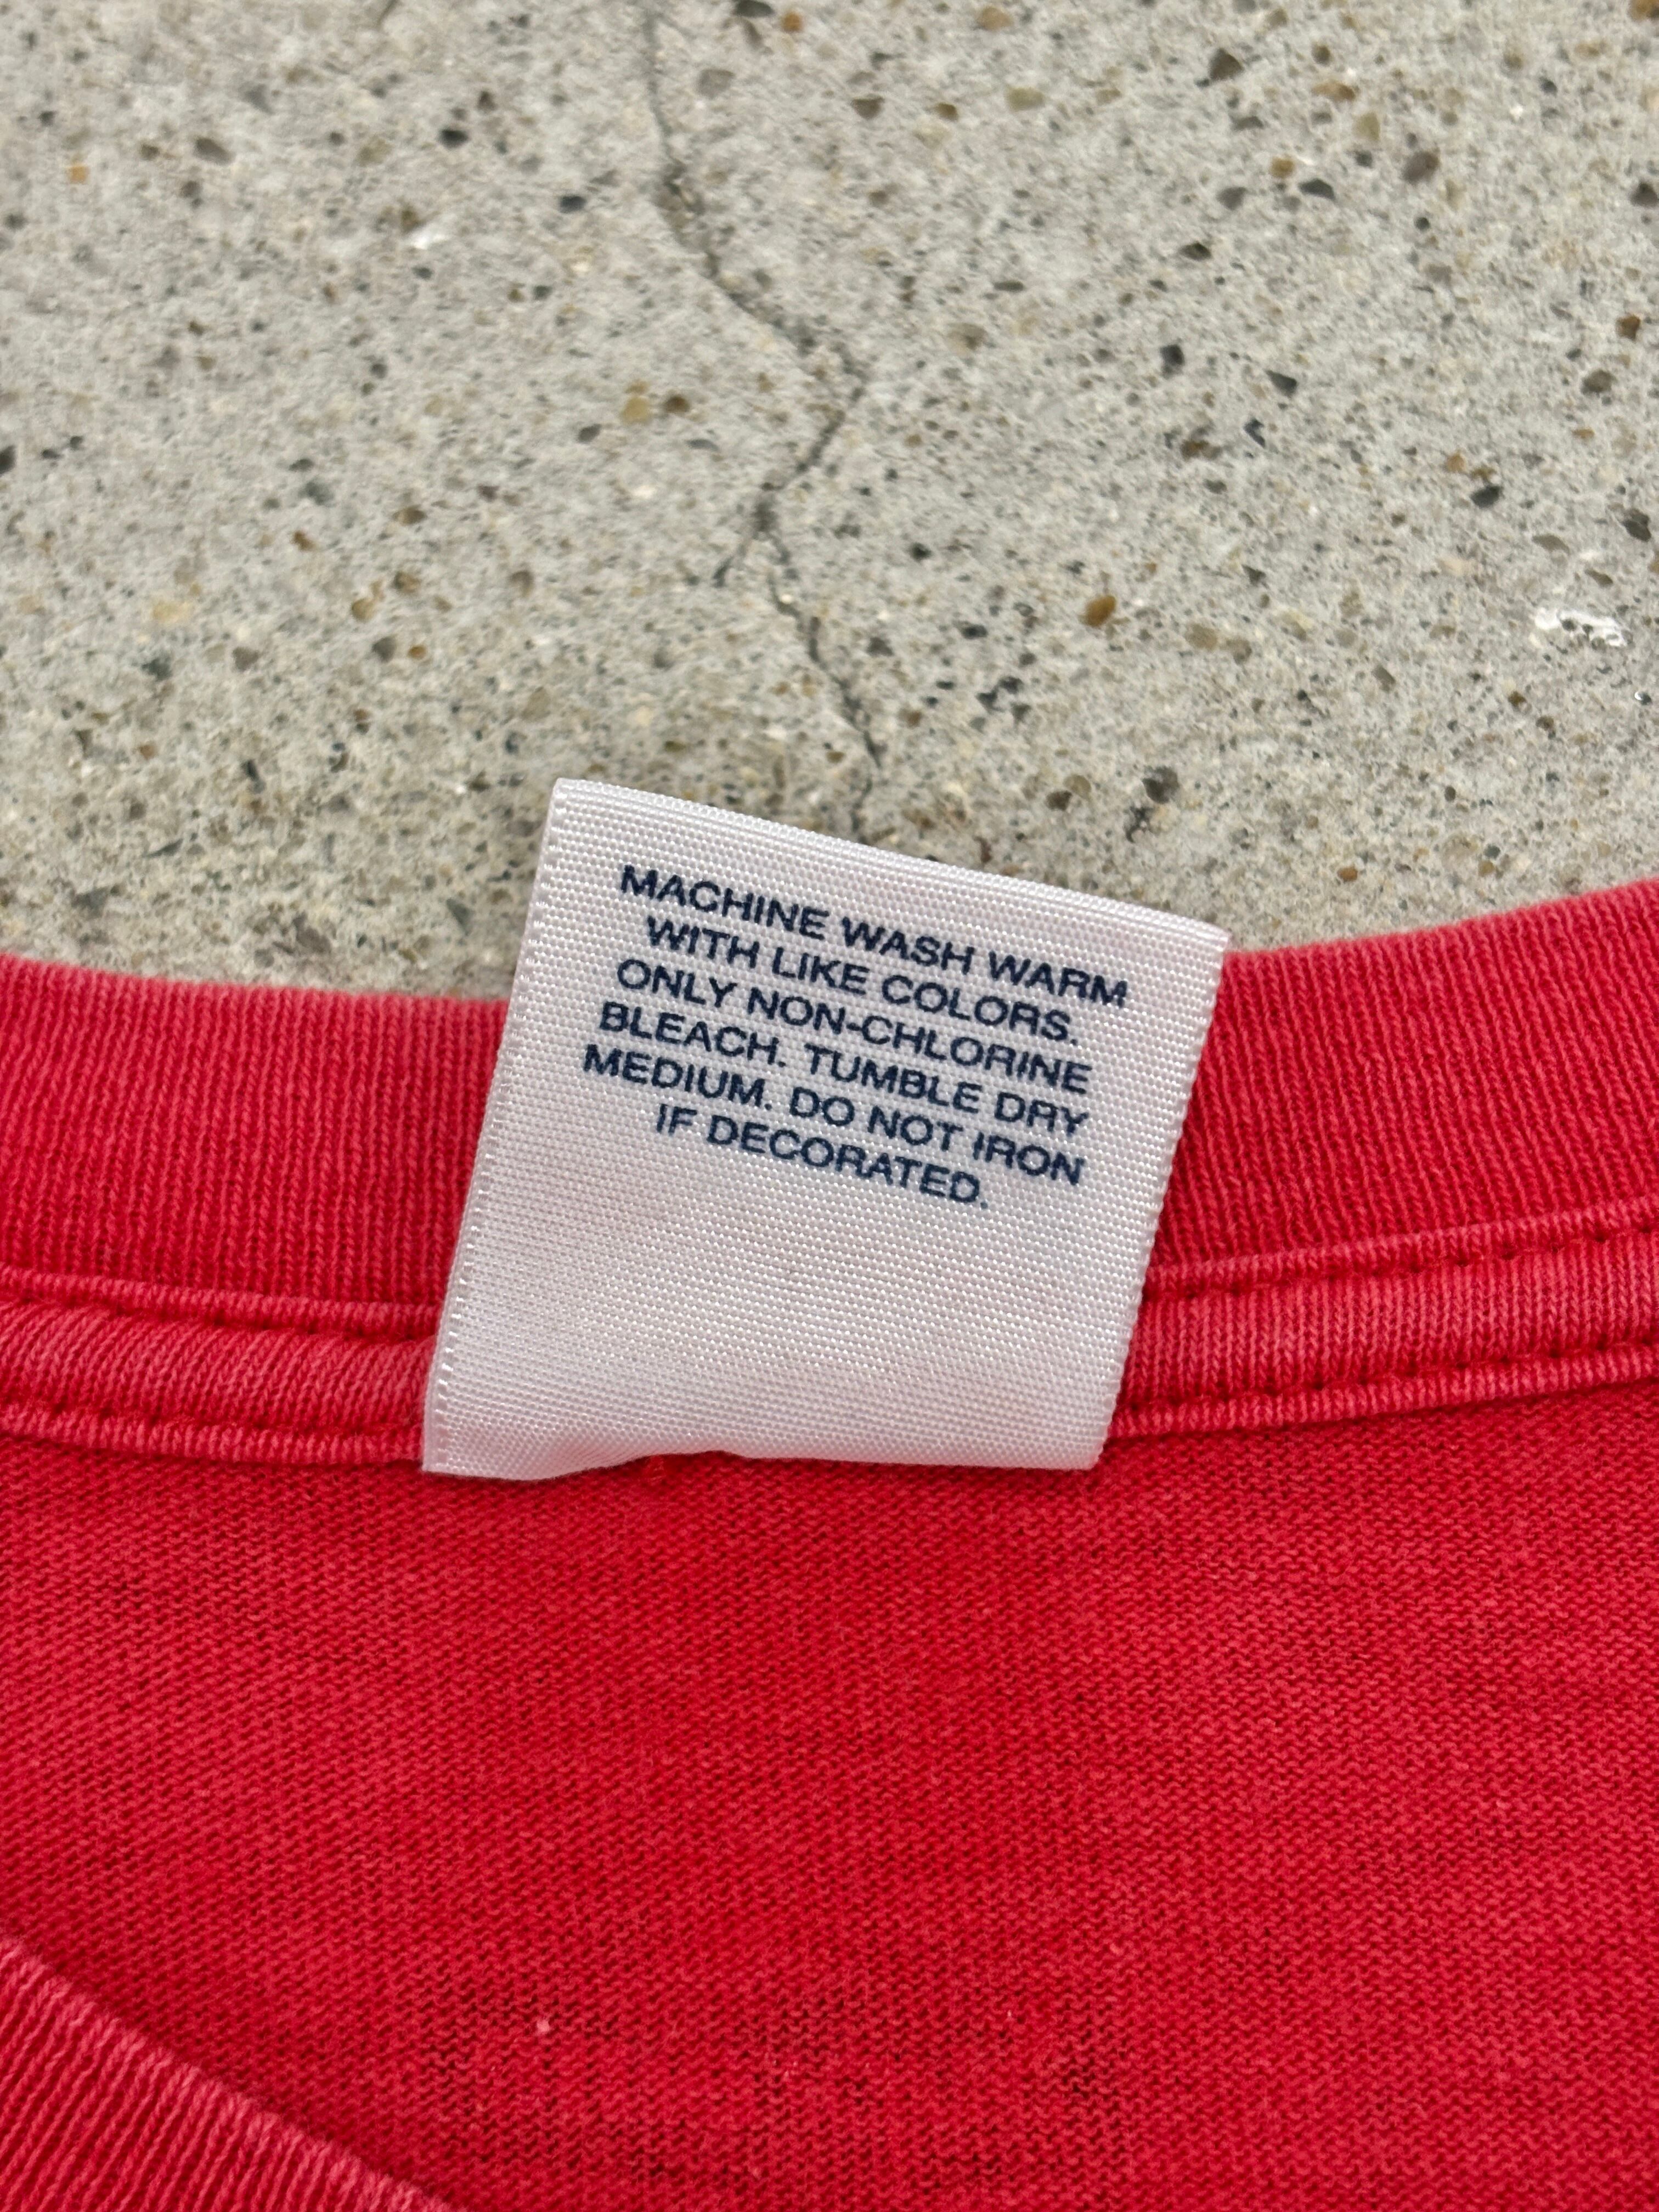 MACHINE WASH WARM
WITH LIKE COLORS.
ONLY NON-CHLORINE
BLEACH. TUMBLE DRY
MEDIUM. DO NOT IRON
IF DECORATED.